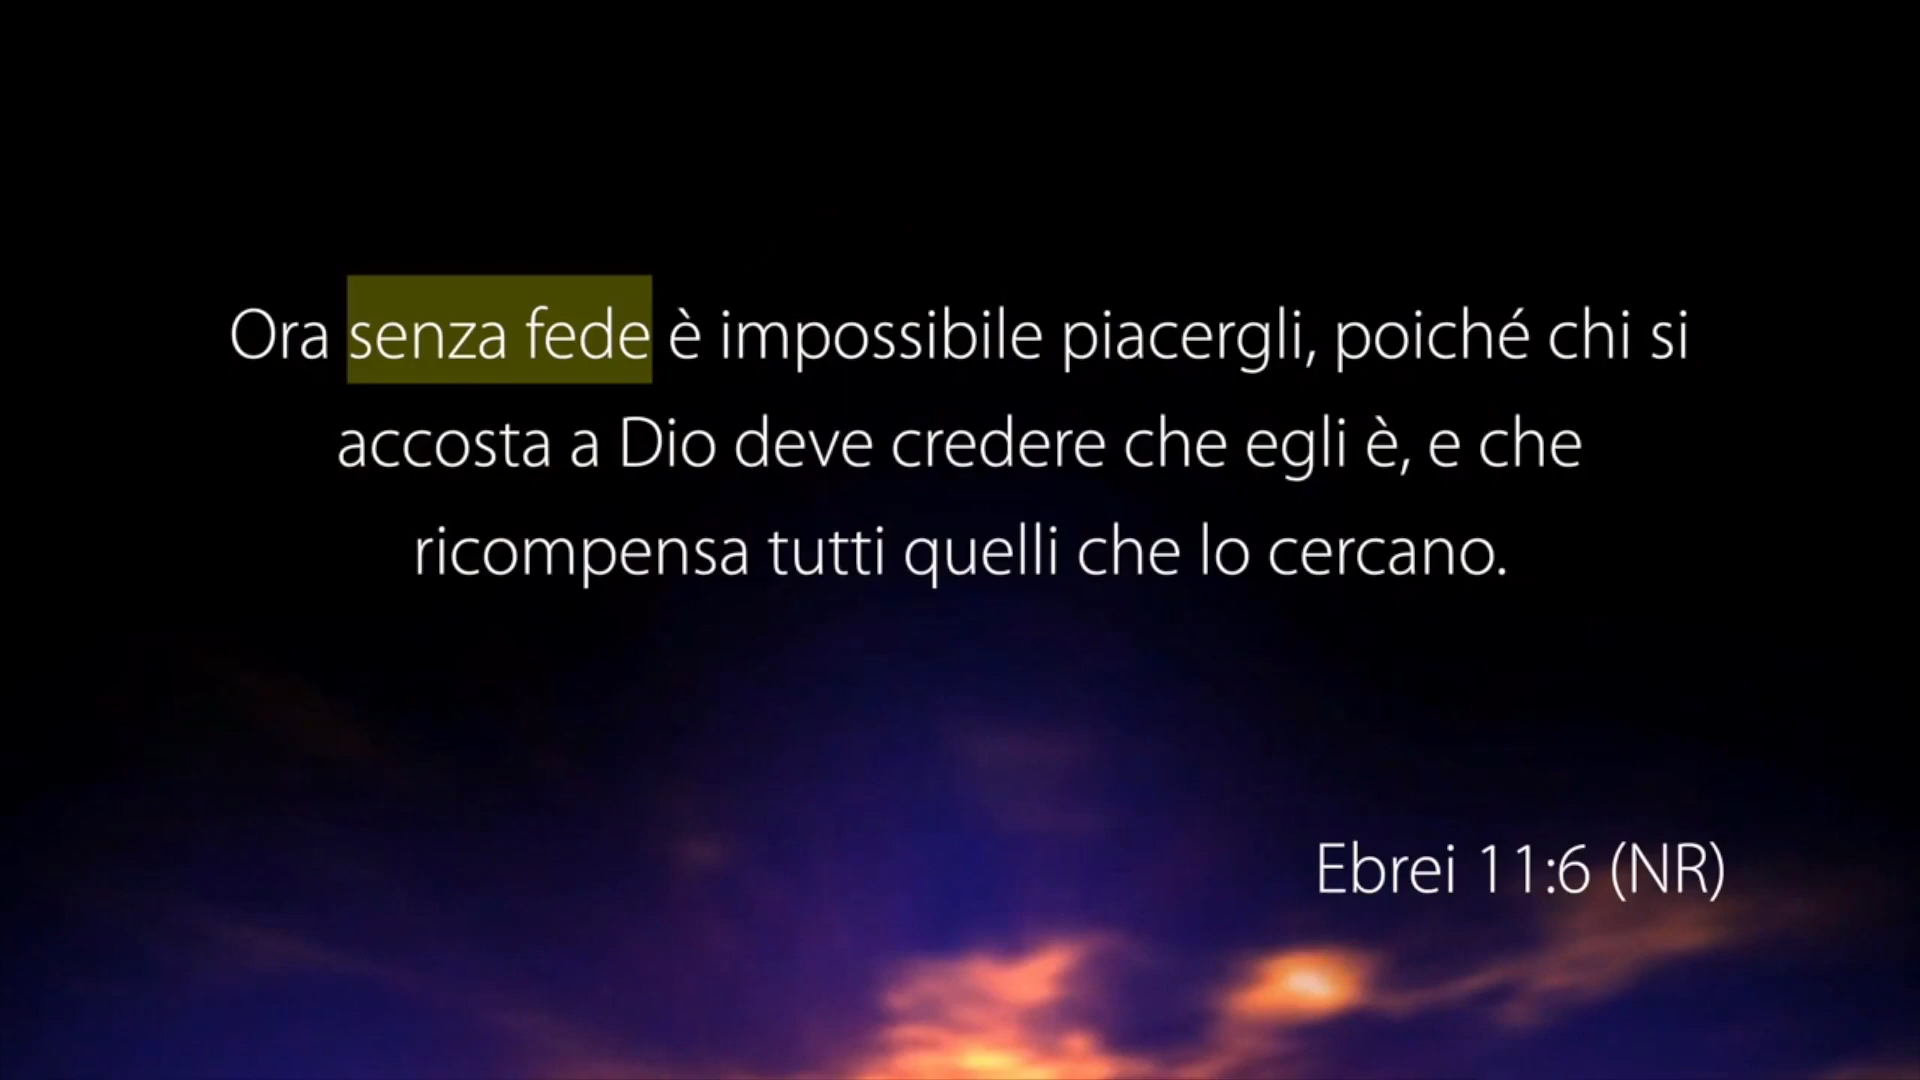 Ora senza fede è impossibile piacergli, poiché chi si
accosta a Dio deve credere che egli è, e che
ricompensa tutti quelli che lo cercano.
Ebrei 11:6 (NR)